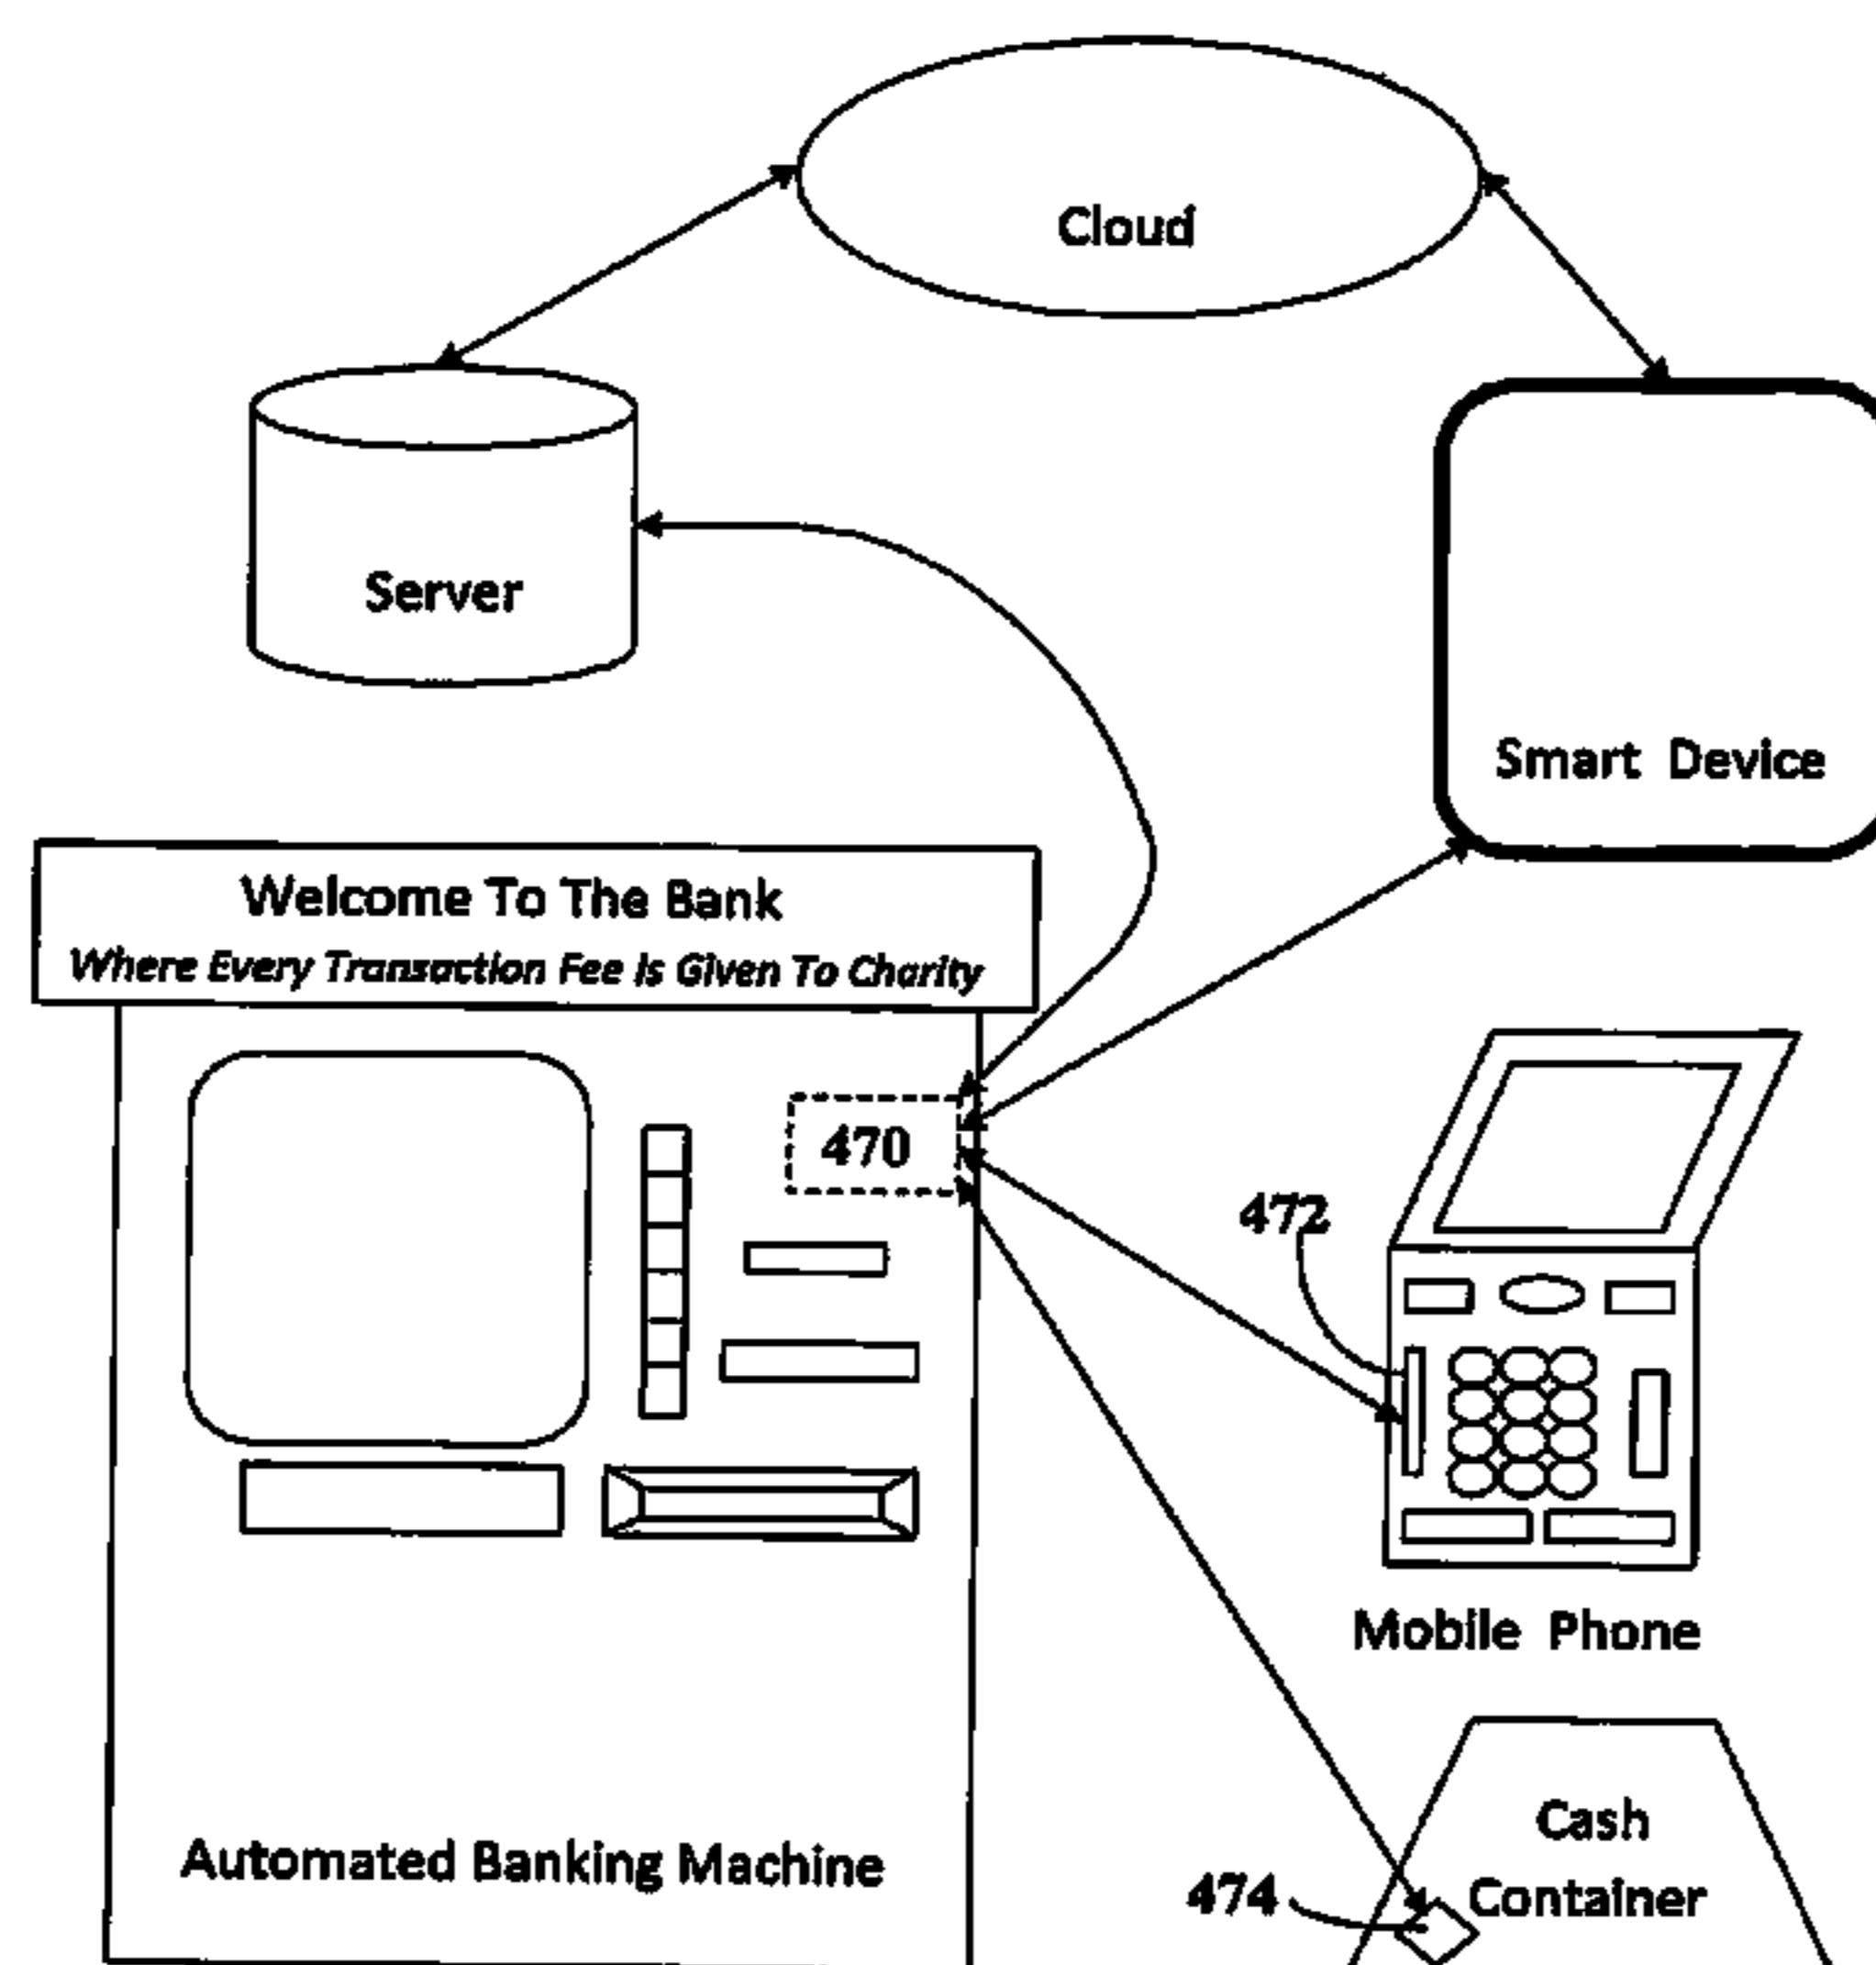 Cloud
Server
Smart Device
Welcome To The Bank
Where Every Transaction Fee Is Given To Charity
470
472
Mobile Phone
Automated Banking Machine
Cash
Container
474